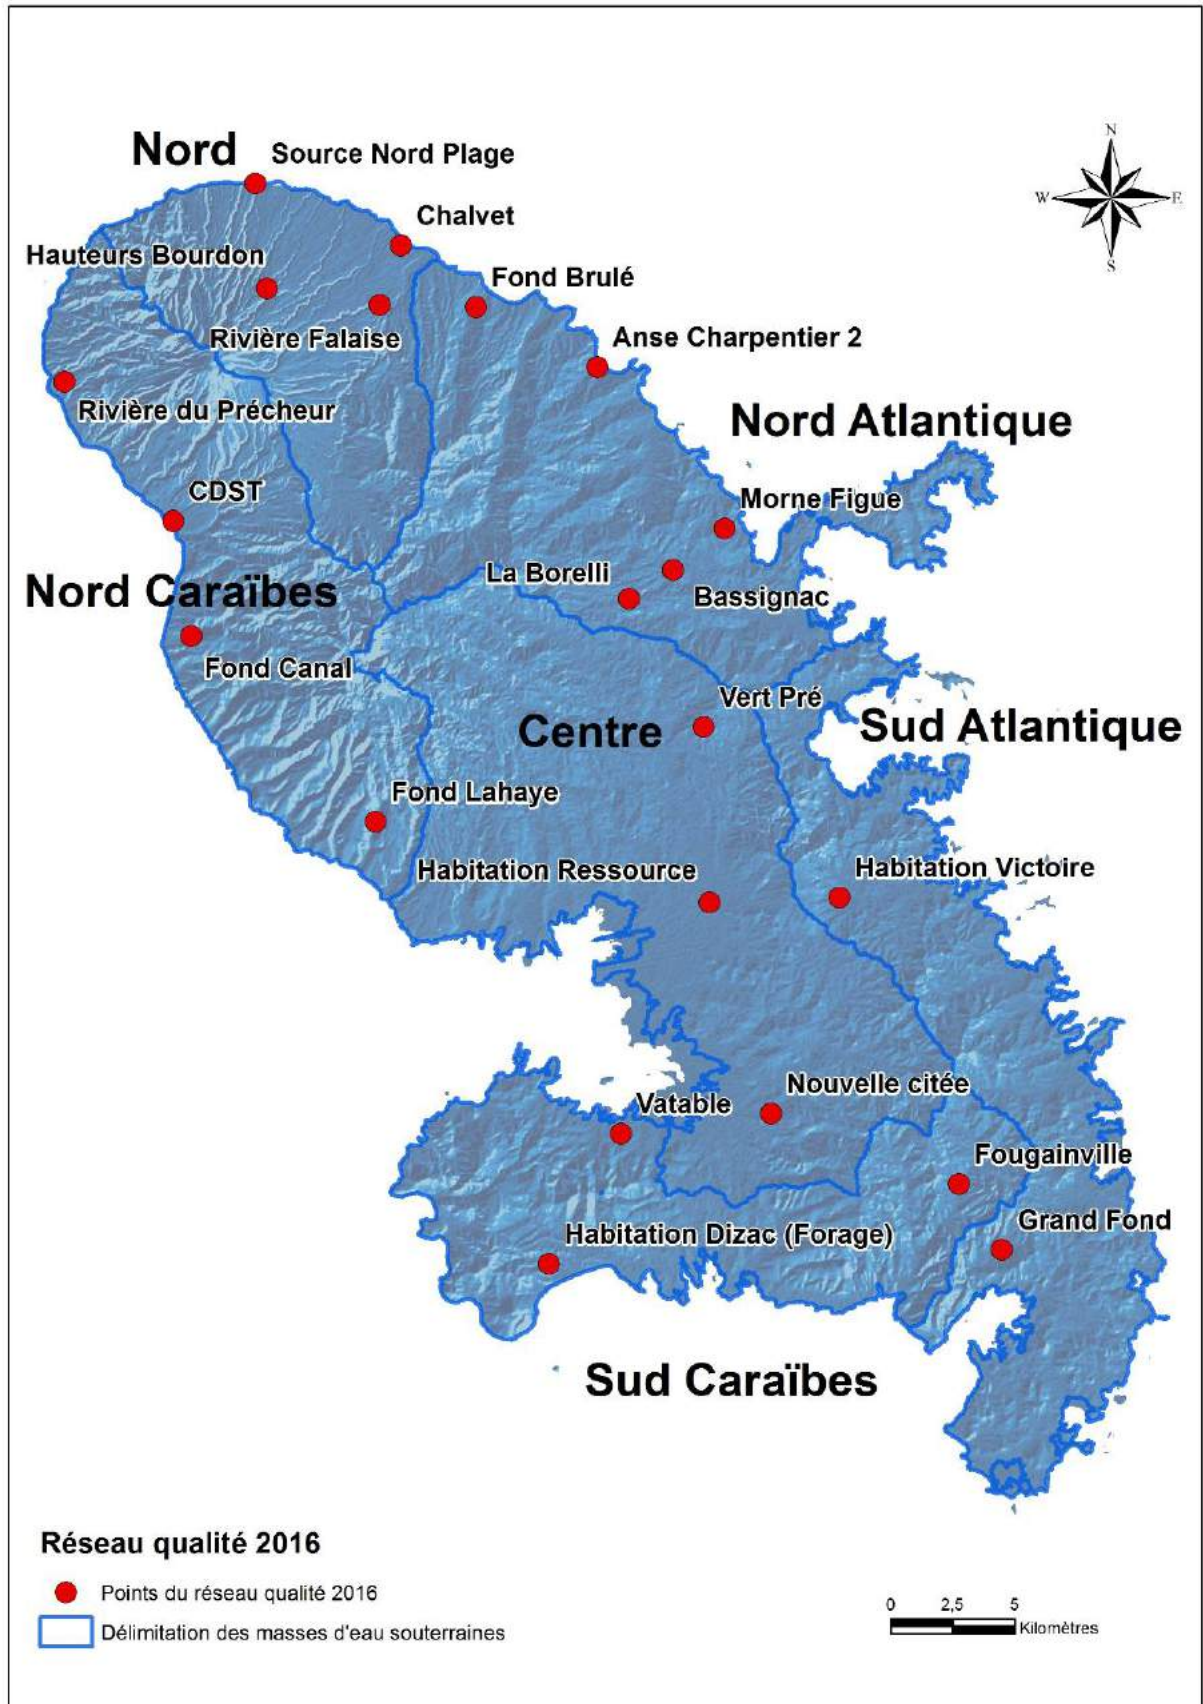 N
W
E
S
Nord
Source Nord Plage
Chalvet
Hauteurs Bourdon
Fond Brulé
Rivière Falaise
Anse Charpentier 2
Rivière du Précheur
Nord Atlantique
CDST
Morne Figue
La Borelli
Nord Caraïbes
Bassignac
Fond Canal
Vert Pré
Centre
Sud Atlantique
Fond Lahaye
Habitation Ressource
Habitation Victoire
Nouvelle citée
Vatable
Fougainville
Grand Fond
Habitation Dizac (Forage)
Sud Caraïbes
Réseau qualité 2016
Points du réseau qualité 2016
Délimitation des masses d'eau souterraines
0 2,5 5
Kilomètres